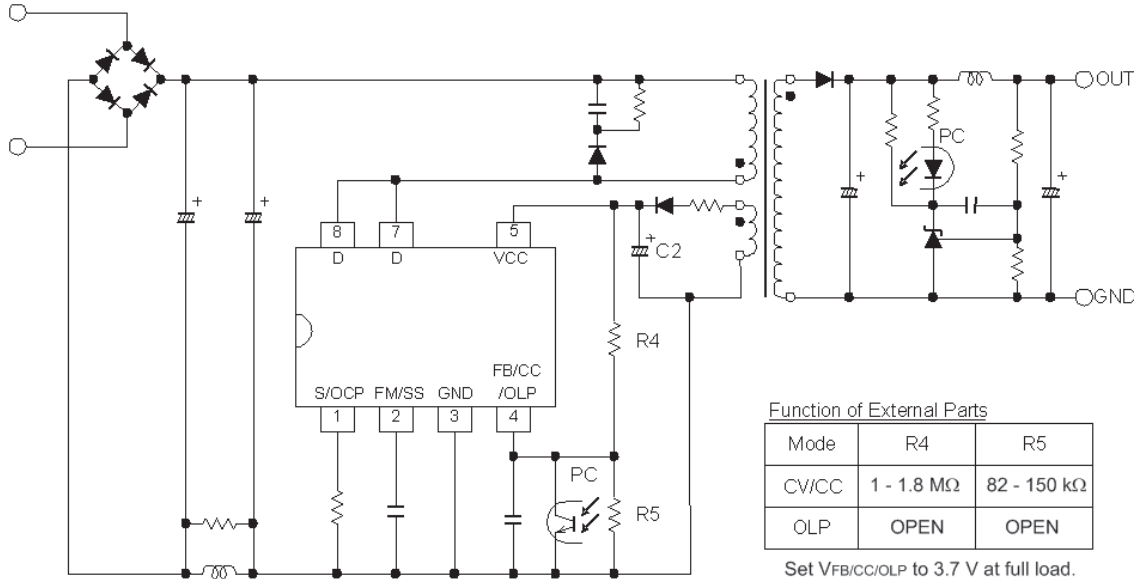 OUT
PC
+
+
+
+
8
7
5
+
C2
D
D
VCC
GND
R4
FB/CC
S/OCP
FM/SS
GND
/OLP
1
2
3
4
PC
R5
Function of External Parts
Mode R4 R5
CV/CC 1 - 1.8 MΩ 82 - 150 kΩ
OLP OPEN OPEN
Set VFB/CC/OLP to 3.7 V at full load.